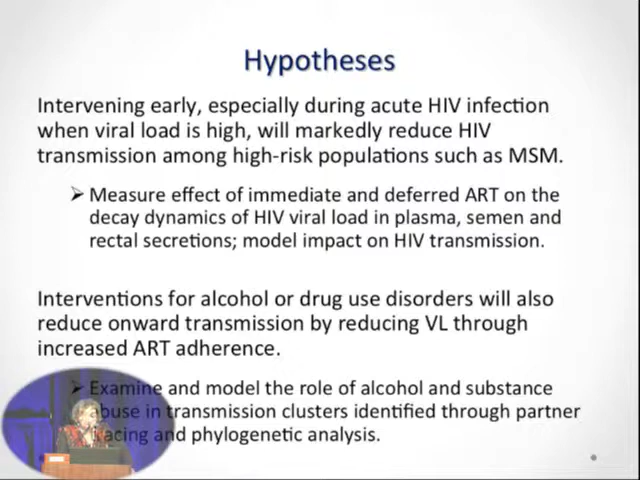 Hypotheses
Intervening early, especially during acute HIV infection
when viral load is high, will markedly reduce HIV
transmission among high-risk populations such as MSM.
➢ Measure effect of immediate and deferred ART on the
decay dynamics of HIV viral load in plasma, semen and
rectal secretions; model impact on HIV transmission.
Interventions for alcohol or drug use disorders will also
reduce onward transmission by reducing VL through
increased ART adherence.
➢ Examine and model the role of alcohol and substance
abuse in transmission clusters identified through partner
tracing and phylogenetic analysis.